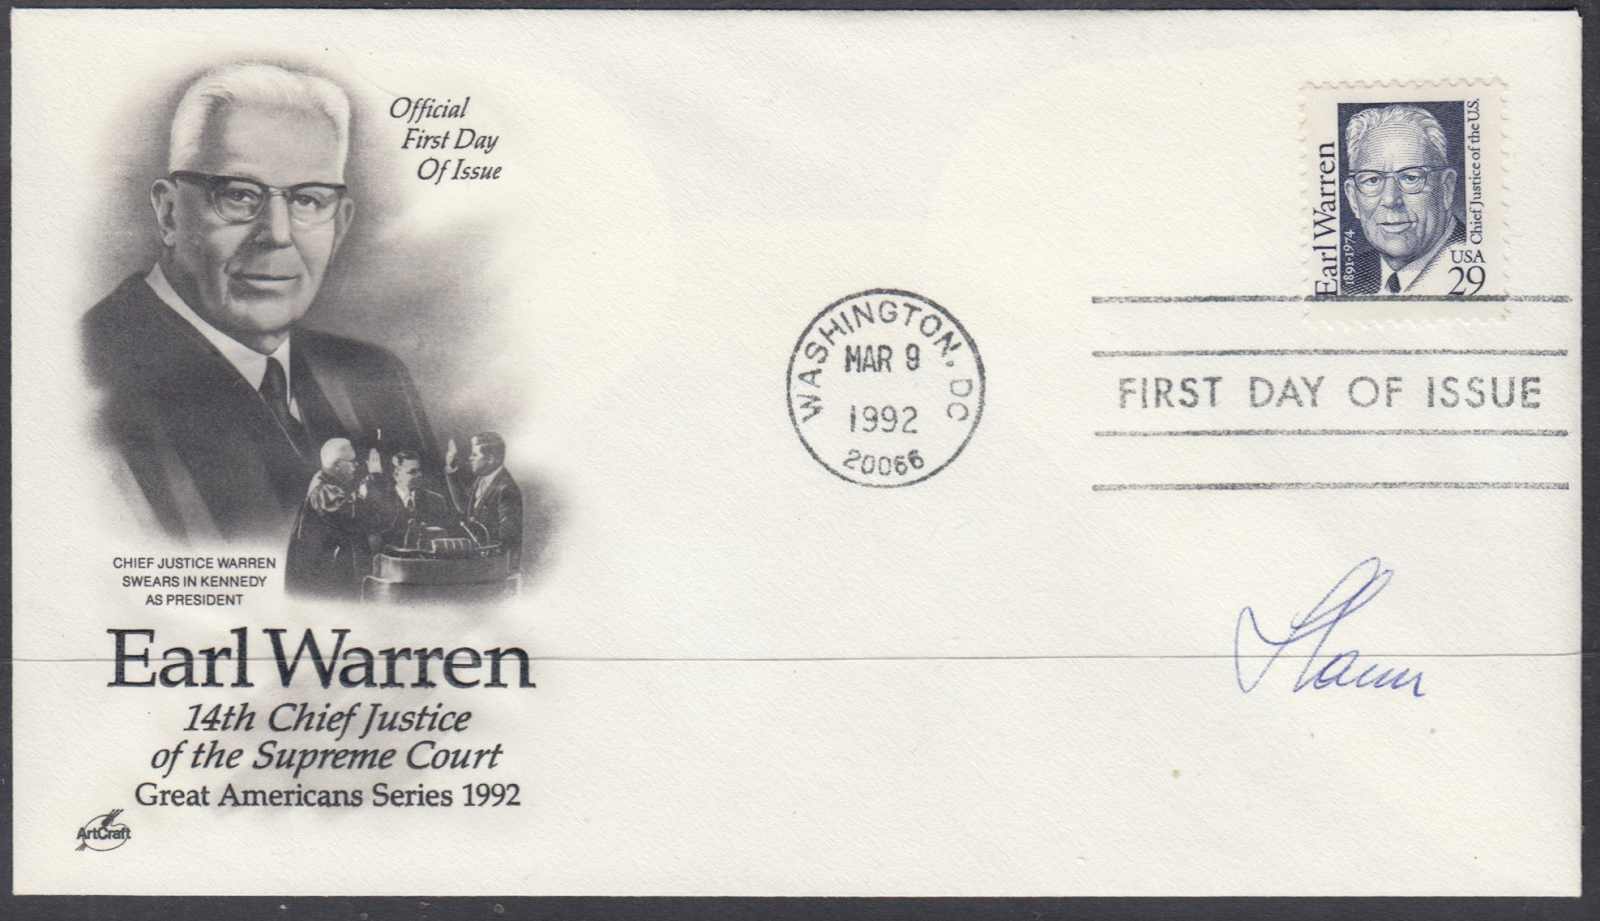 Official
First Day
Of Issue
Earl Warren
1891-1974
Chief Justice of the U.S.
USA
29
WASHINGTON, DC
MAR 9
1992
20066
FIRST DAY OF ISSUE
CHIEF JUSTICE WARREN
SWEARS IN KENNEDY
AS PRESIDENT
Earl Warren
14th Chief Justice
of the Supreme Court
Great Americans Series 1992
ArtCraft